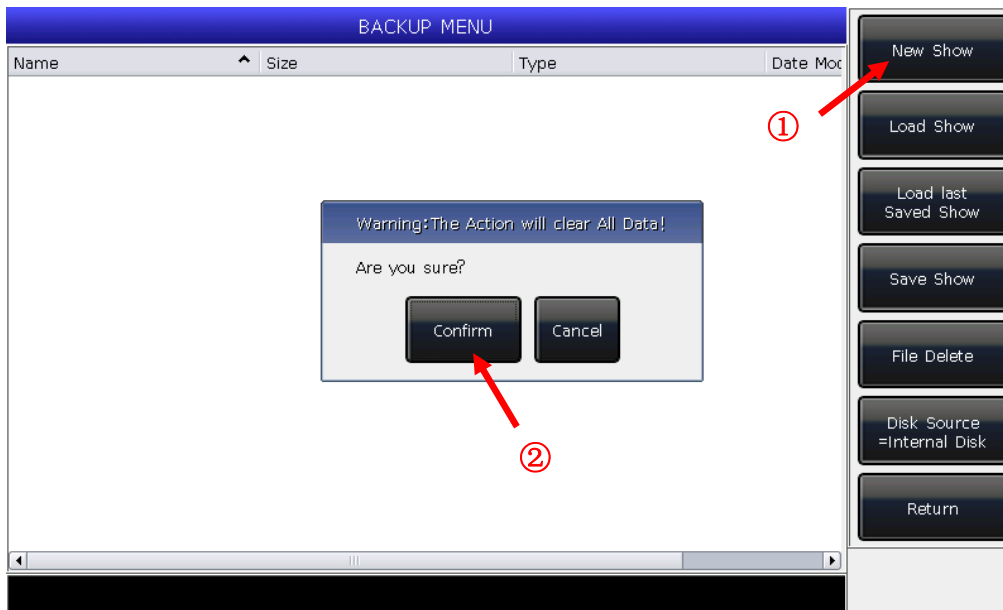 BACKUP MENU
Name
Size
Type
Date Mod
New Show
①
Load Show
Load last
Saved Show
Warning:The Action will clear All Data!
Are you sure?
Confirm
Cancel
Save Show
File Delete
②
Disk Source
=Internal Disk
Return